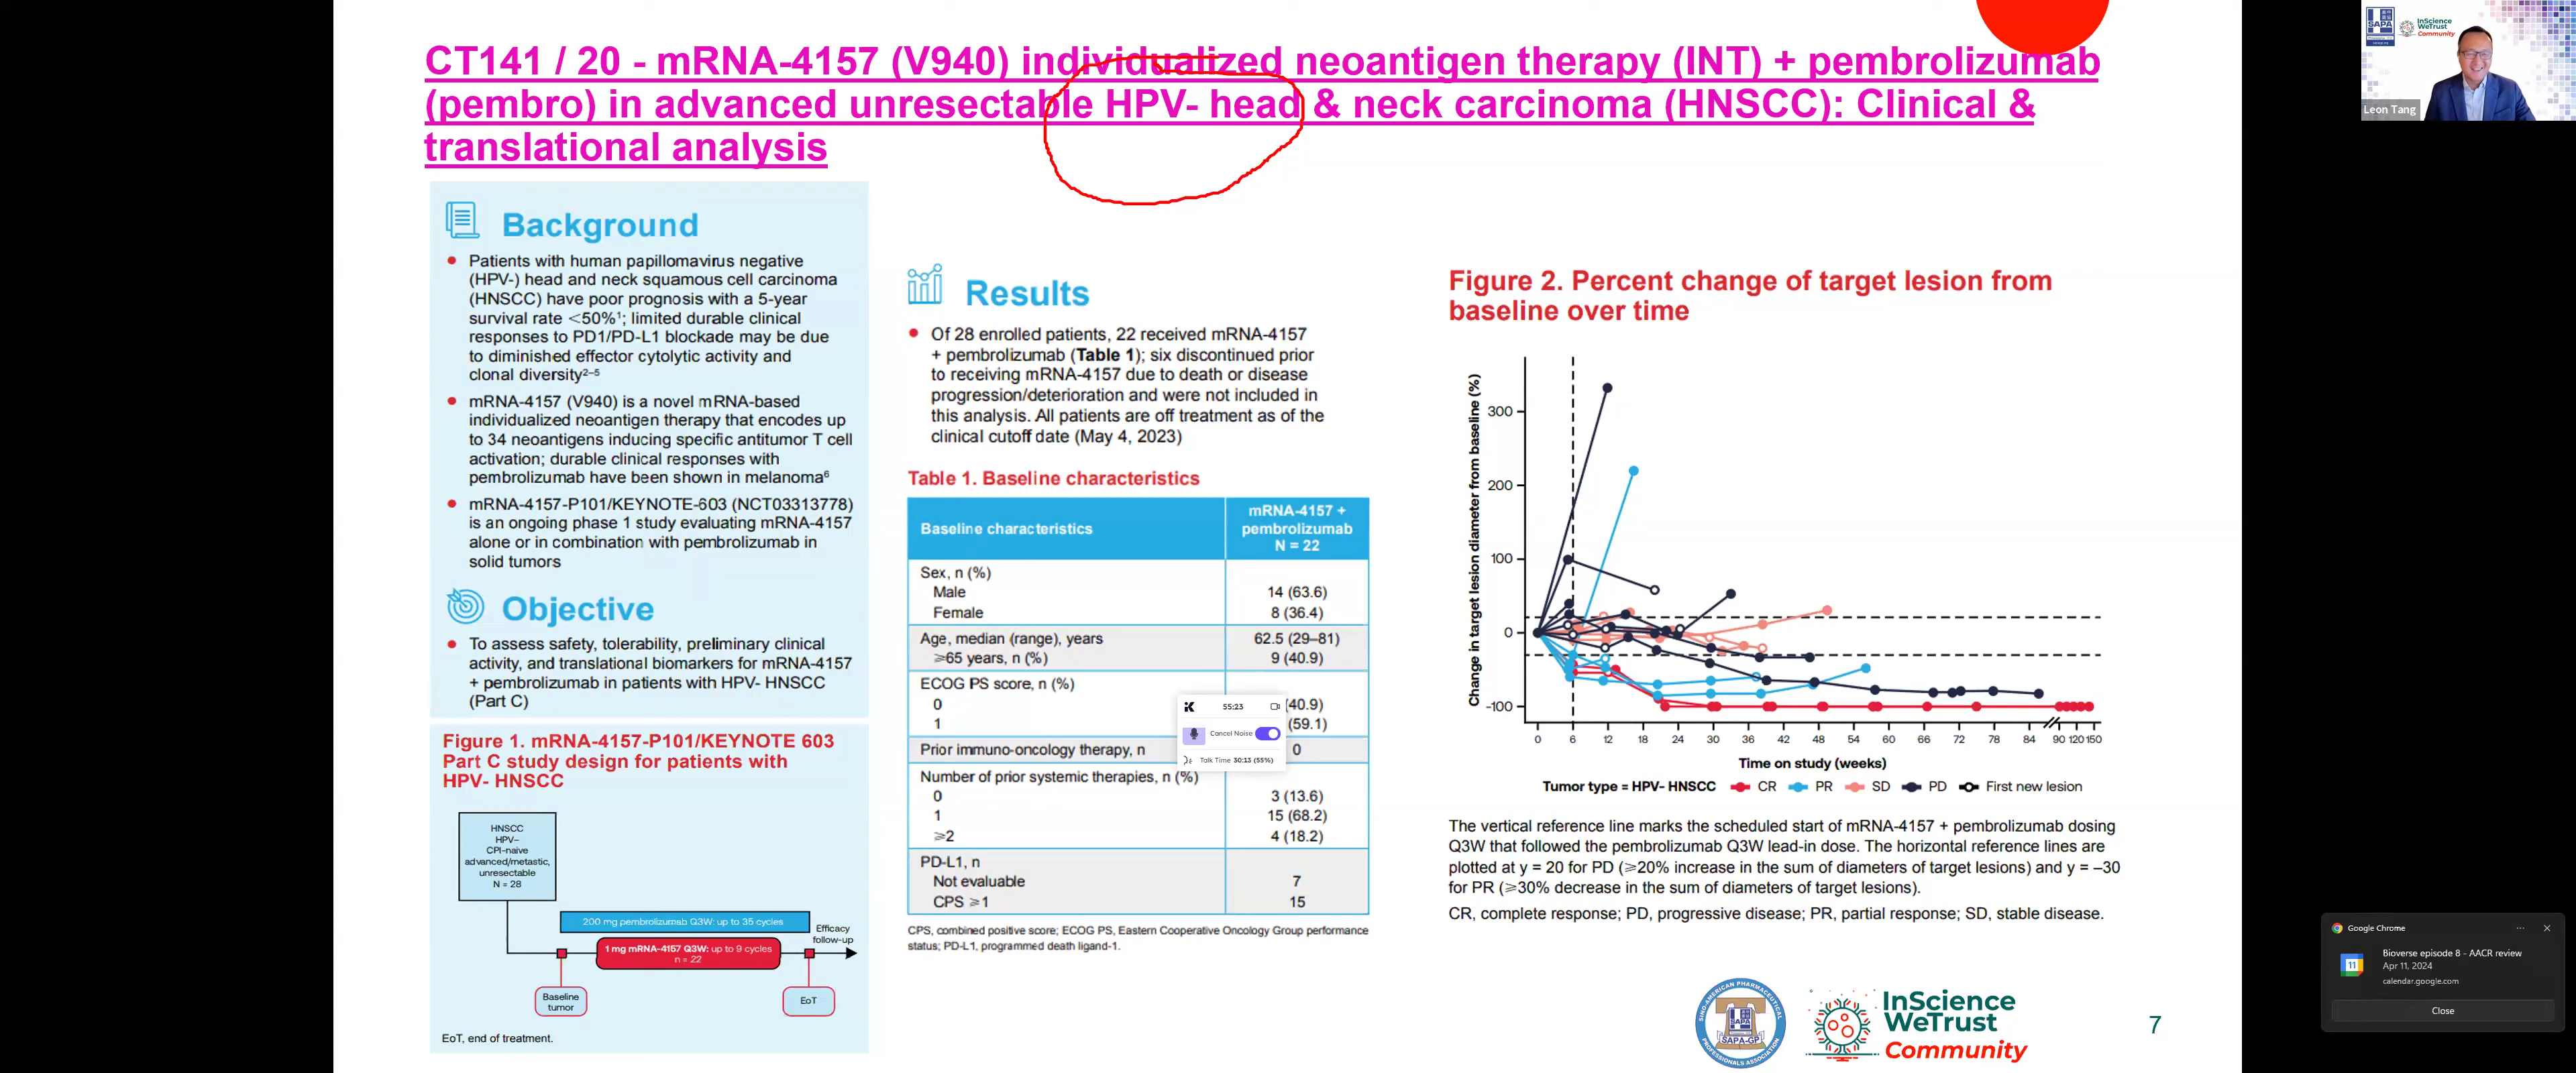 CT141 / 20 - mRNA-4157 (V940) individualized neoantigen therapy (INT) + pembrolizumab
(pembro) in advanced unresectable HPV- head & neck carcinoma (HNSCC): Clinical &
translational analysis
Background
• Patients with human papillomavirus negative
(HPV-) head and neck squamous cell carcinoma
(HNSCC) have poor prognosis with a 5-year
survival rate <50%¹; limited durable clinical
responses to PD1/PD-L1 blockade may be due
to diminished effector cytolytic activity and
clonal diversity²⁻⁵
• mRNA-4157 (V940) is a novel mRNA-based
individualized neoantigen therapy that encodes up
to 34 neoantigens inducing specific antitumor T cell
activation; durable clinical responses with
pembrolizumab have been shown in melanoma⁶
• mRNA-4157-P101/KEYNOTE-603 (NCT03313778)
is an ongoing phase 1 study evaluating mRNA-4157
alone or in combination with pembrolizumab in
solid tumors
Objective
• To assess safety, tolerability, preliminary clinical
activity, and translational biomarkers for mRNA-4157
+ pembrolizumab in patients with HPV- HNSCC
(Part C)
Figure 1. mRNA-4157-P101/KEYNOTE 603
Part C study design for patients with
HPV- HNSCC
HNSCC
HPV–
CPI-naive
advanced/metastic,
unresectable
N = 28
200 mg pembrolizumab Q3W: up to 35 cycles
1 mg mRNA-4157 Q3W: up to 9 cycles
n = 22
Efficacy
follow-up
Baseline
tumor
EoT
EoT, end of treatment.
Results
• Of 28 enrolled patients, 22 received mRNA-4157
+ pembrolizumab (Table 1); six discontinued prior
to receiving mRNA-4157 due to death or disease
progression/deterioration and were not included in
this analysis. All patients are off treatment as of the
clinical cutoff date (May 4, 2023)
Table 1. Baseline characteristics
Baseline characteristics
mRNA-4157 +
pembrolizumab
N = 22
Sex, n (%)
Male 14 (63.6)
Female 8 (36.4)
Age, median (range), years 62.5 (29–81)
≥65 years, n (%) 9 (40.9)
ECOG PS score, n (%)
0 (40.9)
1 (59.1)
Prior immuno-oncology therapy, n 0
Number of prior systemic therapies, n (%)
0 3 (13.6)
1 15 (68.2)
≥2 4 (18.2)
PD-L1, n
Not evaluable 7
CPS ≥1 15
CPS, combined positive score; ECOG PS, Eastern Cooperative Oncology Group performance
status; PD-L1, programmed death ligand-1.
55:23
Cancel Noise
Talk Time 30:13 (55%)
Figure 2. Percent change of target lesion from
baseline over time
Change in target lesion diameter from baseline (%)
300
200
100
0
-100
0 6 12 18 24 30 36 42 48 54 60 66 72 78 84 90 120 150
Time on study (weeks)
Tumor type = HPV- HNSCC CR PR SD PD First new lesion
The vertical reference line marks the scheduled start of mRNA-4157 + pembrolizumab dosing
Q3W that followed the pembrolizumab Q3W lead-in dose. The horizontal reference lines are
plotted at y = 20 for PD (≥20% increase in the sum of diameters of target lesions) and y = –30
for PR (≥30% decrease in the sum of diameters of target lesions).
CR, complete response; PD, progressive disease; PR, partial response; SD, stable disease.
SINO-AMERICAN PHARMACEUTICAL
PROFESSIONALS ASSOCIATION
SAPA
SAPA-GP
InScience
WeTrust
Community
7
SAPA
InScience
WeTrust
Community
Leon Tang
Google Chrome
11
Bioverse episode 8 - AACR review
Apr 11, 2024
calendar.google.com
Close